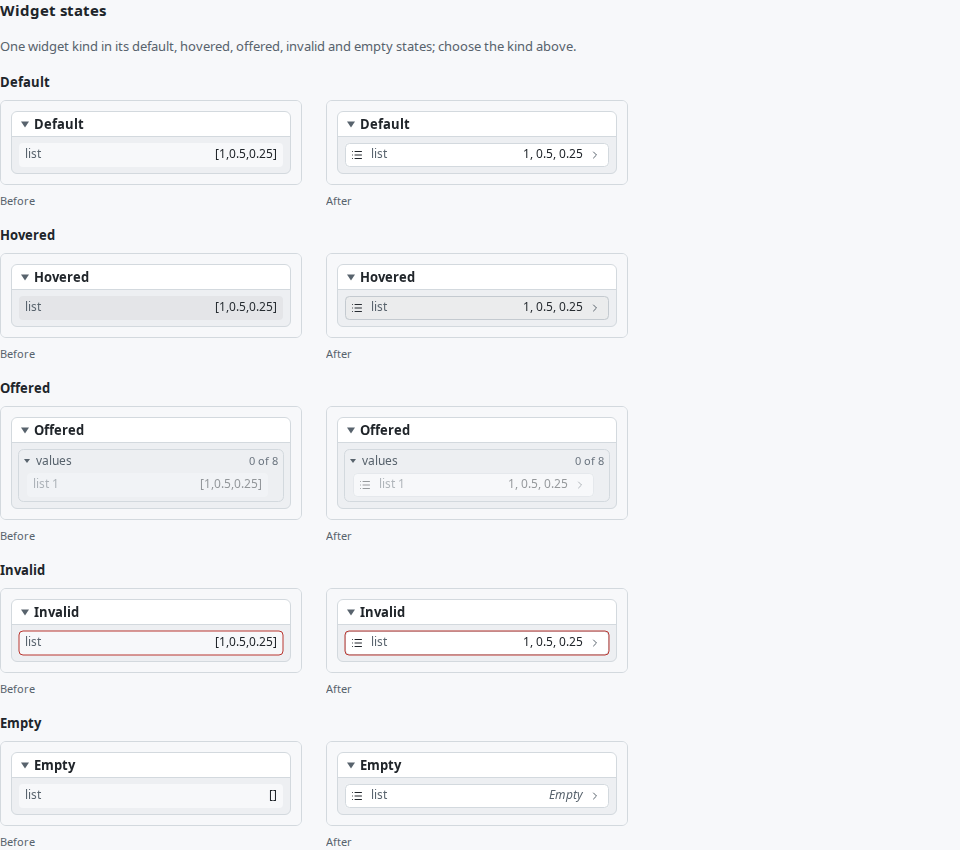 Widget states
One widget kind in its default, hovered, offered, invalid and empty states; choose the kind above.
Default
Default
list [1,0.5,0.25]
Before
Default
list 1, 0.5, 0.25
After
Hovered
Hovered
list [1,0.5,0.25]
Before
Hovered
list 1, 0.5, 0.25
After
Offered
Offered
values 0 of 8
list 1 [1,0.5,0.25]
Before
Offered
values 0 of 8
list 1 1, 0.5, 0.25
After
Invalid
Invalid
list [1,0.5,0.25]
Before
Invalid
list 1, 0.5, 0.25
After
Empty
Empty
list []
Before
Empty
list Empty
After